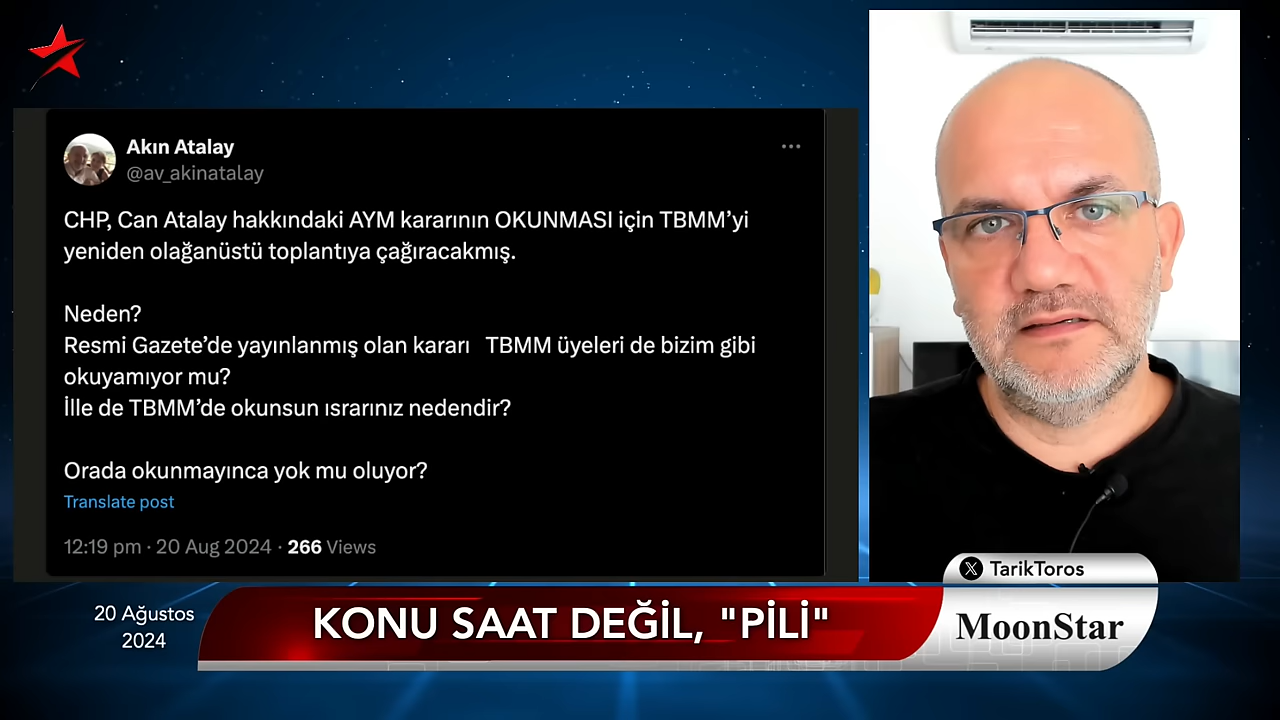 Akın Atalay
@av_akinatalay
CHP, Can Atalay hakkındaki AYM kararının OKUNMASI için TBMM’yi
yeniden olağanüstü toplantıya çağıracakmış.
Neden?
Resmi Gazete’de yayınlanmış olan kararı TBMM üyeleri de bizim gibi
okuyamıyor mu?
İlle de TBMM’de okunsun ısrarınız nedendir?
Orada okunmayınca yok mu oluyor?
Translate post
12:19 pm · 20 Aug 2024 · 266 Views
TarikToros
20 Ağustos
2024
KONU SAAT DEĞİL, "PİLİ"
MoonStar